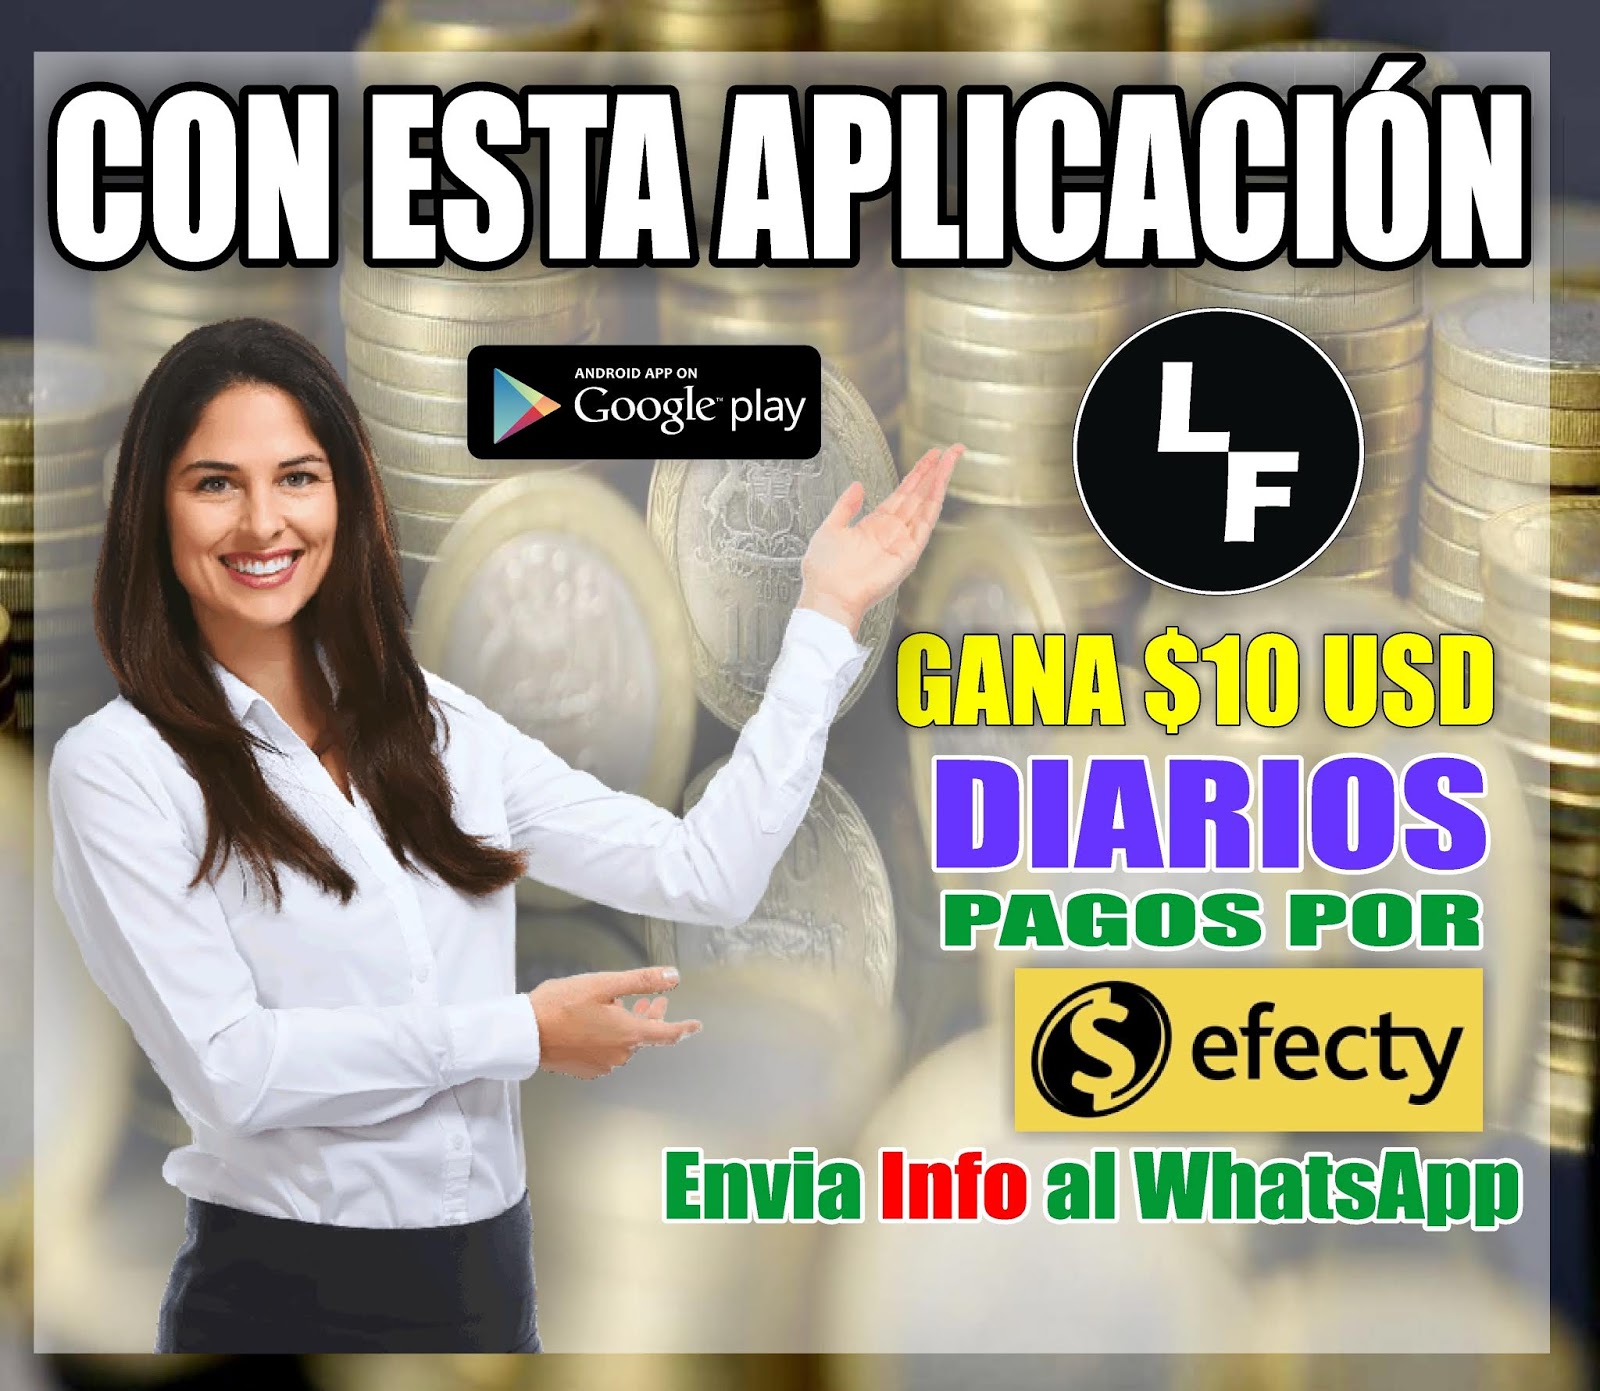 CON ESTA APLICACIÓN
ANDROID APP ON
Google™ play
LF
GANA $10 USD
DIARIOS
PAGOS POR
$ efecty
Envia Info al WhatsApp